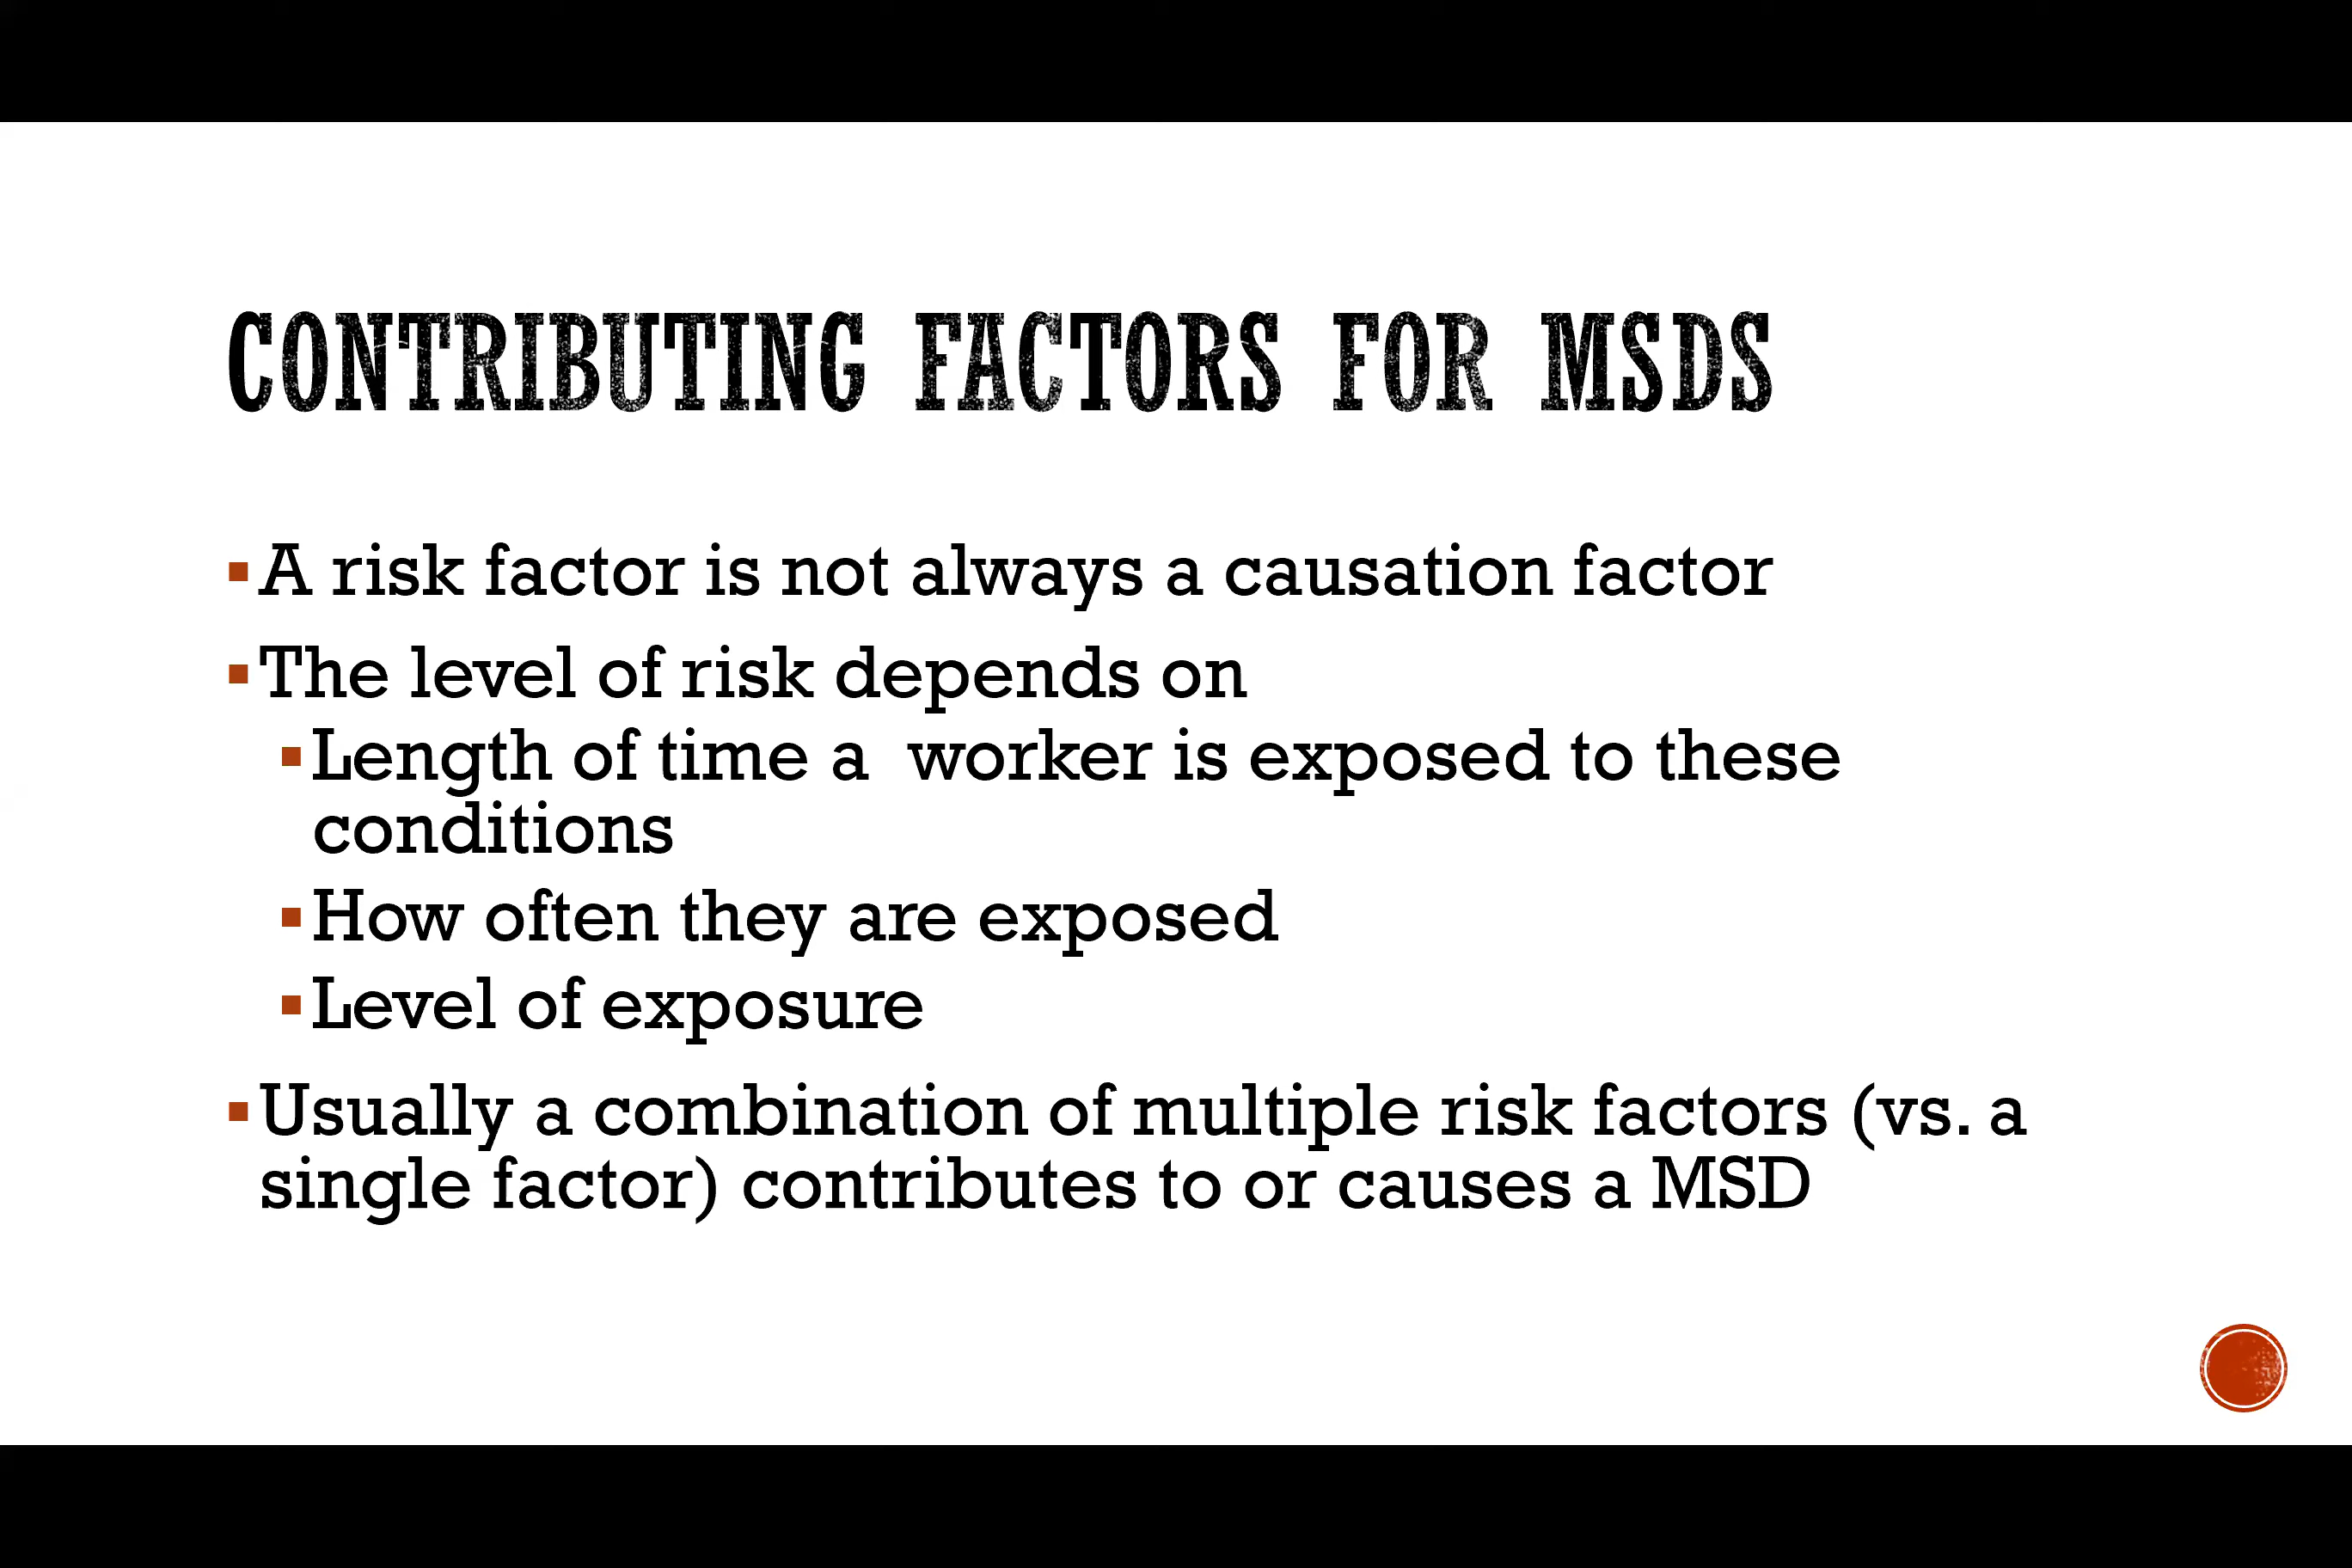 CONTRIBUTING FACTORS FOR MSDS
A risk factor is not always a causation factor
The level of risk depends on
Length of time a  worker is exposed to these
conditions
How often they are exposed
Level of exposure
Usually a combination of multiple risk factors (vs. a
single factor) contributes to or causes a MSD